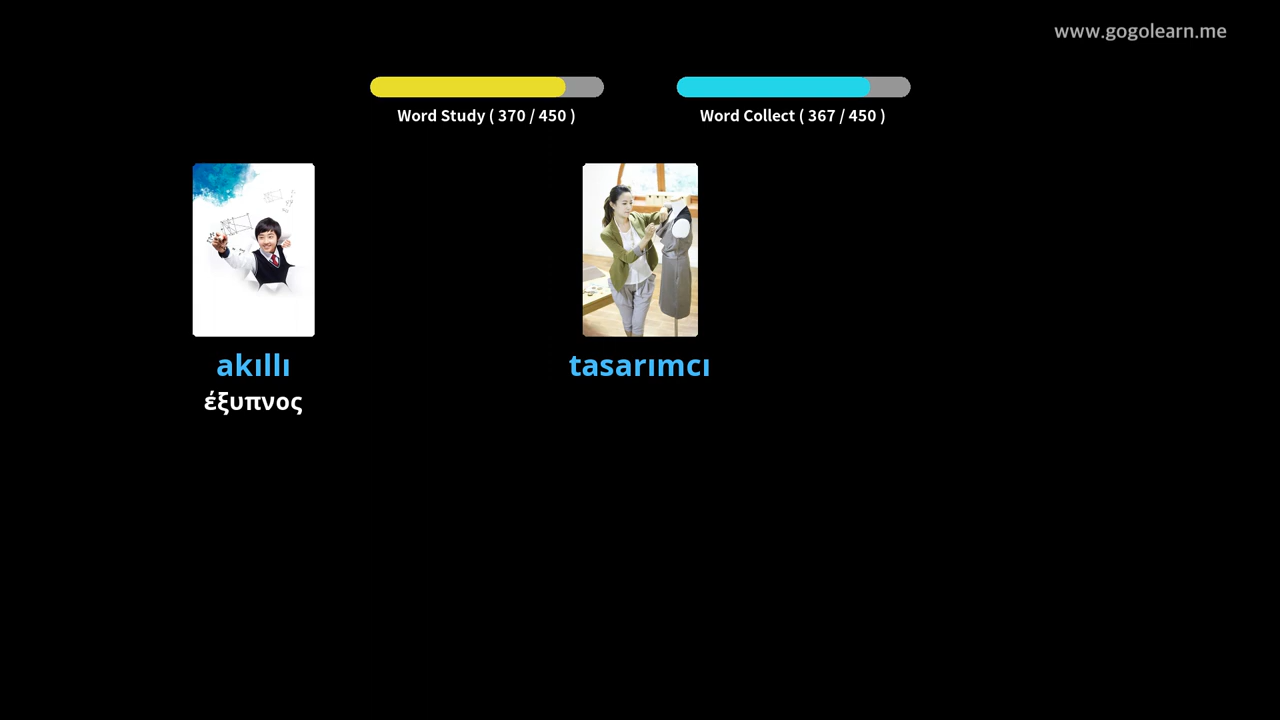 www.gogolearn.me
Word Study ( 370 / 450 )
Word Collect ( 367 / 450 )
akıllı
έξυπνος
tasarımcı